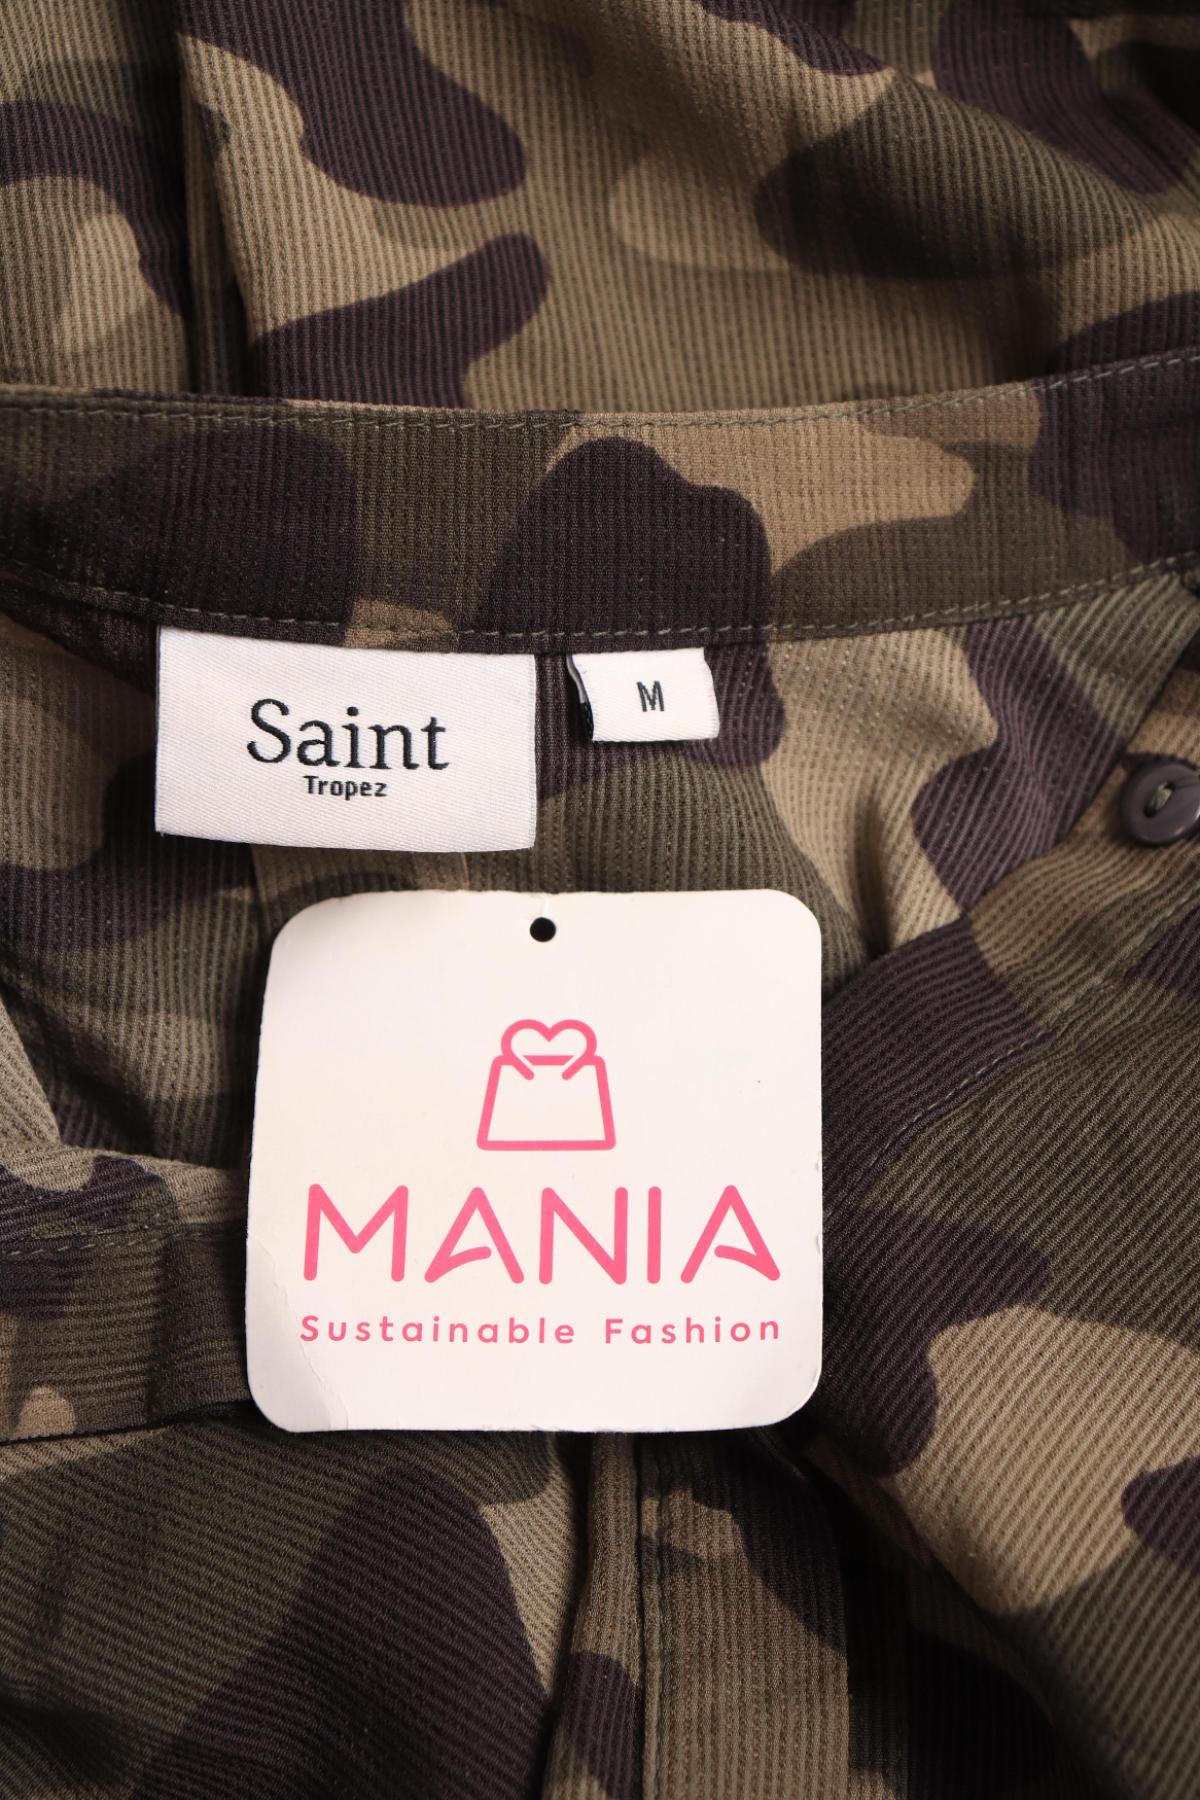 Saint
Tropez
M
MANIA
Sustainable Fashion